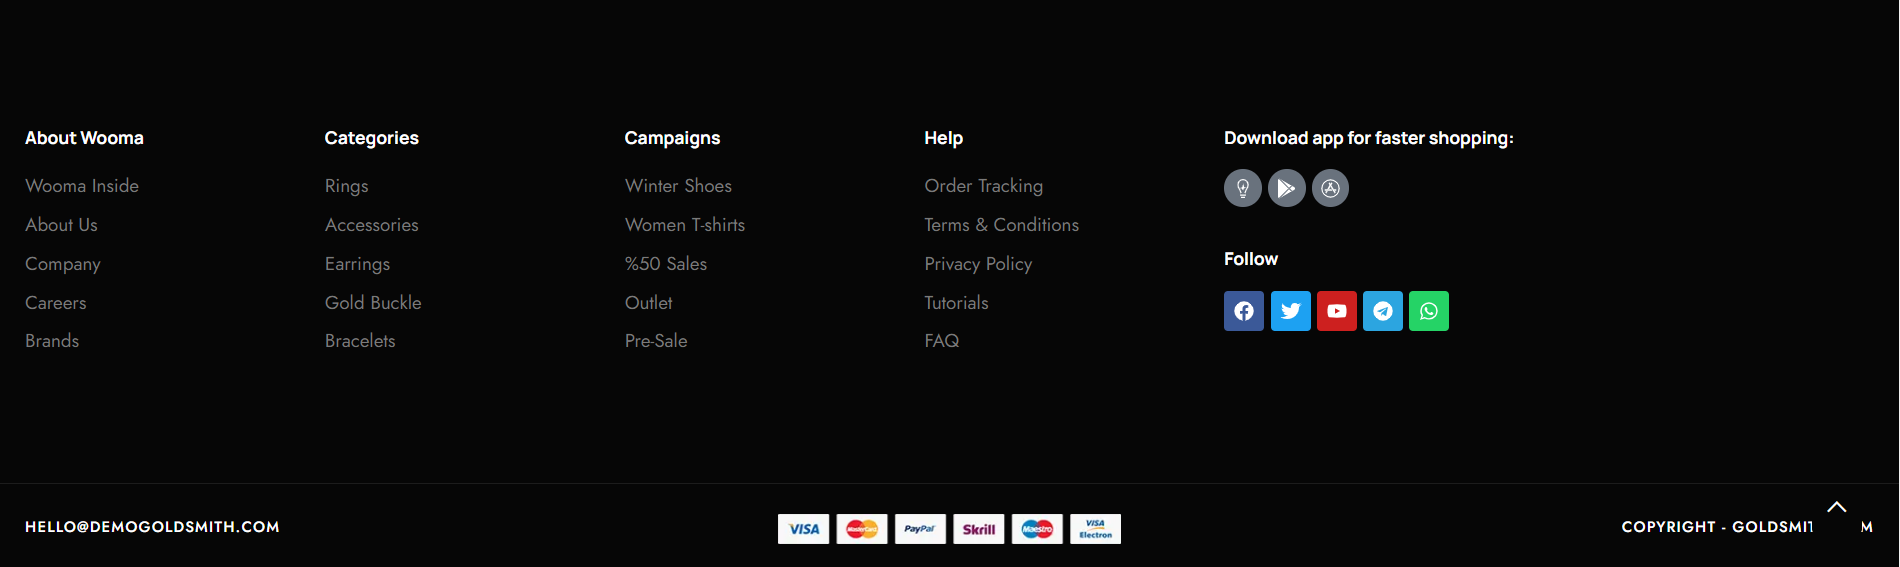 About Wooma
Wooma Inside
About Us
Company
Careers
Brands
Categories
Rings
Accessories
Earrings
Gold Buckle
Bracelets
Campaigns
Winter Shoes
Women T-shirts
%50 Sales
Outlet
Pre-Sale
Help
Order Tracking
Terms & Conditions
Privacy Policy
Tutorials
FAQ
Download app for faster shopping:
Follow
HELLO@DEMOGOLDSMITH.COM
VISA
MasterCard
PayPal
Skrill
Maestro
VISA
Electron
COPYRIGHT - GOLDSMIT M